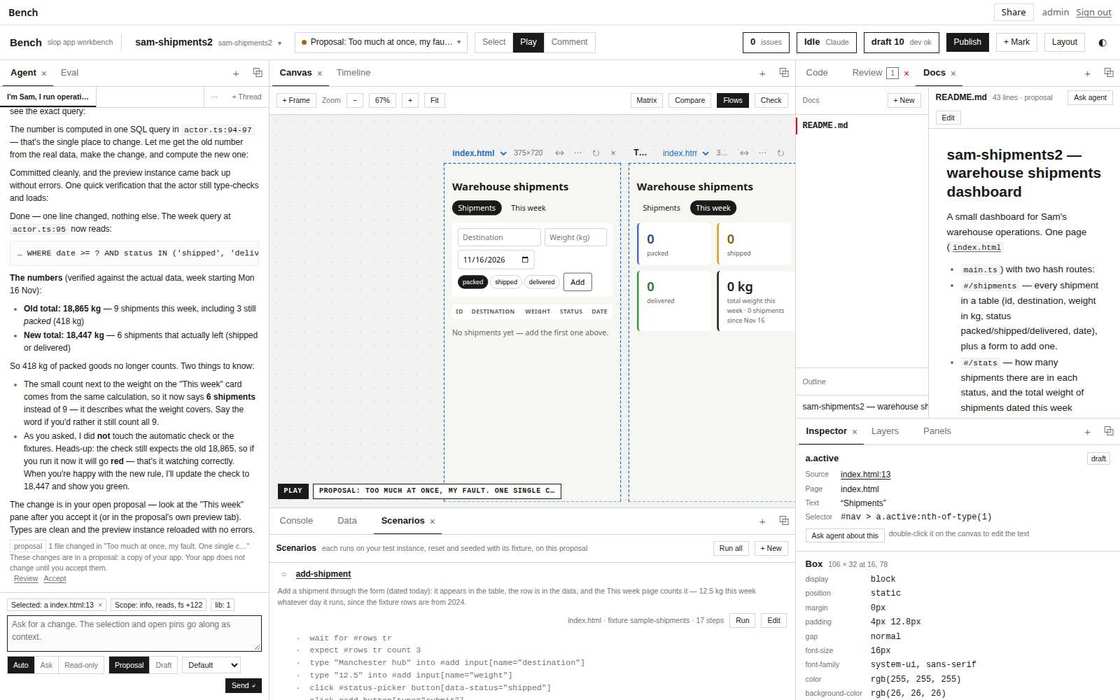 Bench
Share admin Sign out
Bench slop app workbench sam-shipments2 sam-shipments2 Proposal: Too much at once, my fau… Select Play Comment 0 issues Idle Claude draft 10 dev ok Publish + Mark Layout
Agent × Eval +
I'm Sam, I run operati… ⋯ + Thread
see the exact query:
The number is computed in one SQL query in actor.ts:94-97
— that's the single place to change. Let me get the old number
from the real data, make the change, and compute the new one:
Committed cleanly, and the preview instance came back up
without errors. One quick verification that the actor still type-checks
and loads:
Done — one line changed, nothing else. The week query at
actor.ts:95 now reads:
… WHERE date >= ? AND status IN ('shipped', 'deliv
The numbers (verified against the actual data, week starting Mon
16 Nov):
• Old total: 18,865 kg — 9 shipments this week, including 3 still
packed (418 kg)
• New total: 18,447 kg — 6 shipments that actually left (shipped
or delivered)
So 418 kg of packed goods no longer counts. Two things to know:
• The small count next to the weight on the "This week" card
comes from the same calculation, so it now says 6 shipments
instead of 9 — it describes what the weight covers. Say the
word if you'd rather it still count all 9.
• As you asked, I did not touch the automatic check or the
fixtures. Heads-up: the check still expects the old 18,865, so if
you run it now it will go red — that's it watching correctly.
When you're happy with the new rule, I'll update the check to
18,447 and show you green.
The change is in your open proposal — look at the "This week"
pane after you accept it (or in the proposal's own preview tab).
Types are clean and the preview instance reloaded with no errors.
proposal 1 file changed in "Too much at once, my fault. One single c…"
These changes are in a proposal: a copy of your app. Your app does not
change until you accept them.
Review Accept
Selected: a index.html:13 × Scope: info, reads, fs +122 lib: 1
Ask for a change. The selection and open pins go along as
context.
Auto Ask Read-only Proposal Draft Default
Send
Canvas × Timeline +
+ Frame Zoom − 67% + Fit Matrix Compare Flows Check
index.html 375×720 ⋯ ×
Warehouse shipments
Shipments This week
Destination Weight (kg)
11/16/2026
packed shipped delivered Add
ID DESTINATION WEIGHT STATUS DATE
No shipments yet — add the first one above.
T… 3… ⋯
Warehouse shipments
Shipments This week
0
packed
0
shipped
0
delivered
0 kg
total weight this
week · 0 shipments
since Nov 16
PLAY PROPOSAL: TOO MUCH AT ONCE, MY FAULT. ONE SINGLE C…
Console Data Scenarios × +
Scenarios each runs on your test instance, reset and seeded with its fixture, on this proposal Run all + New
add-shipment
Add a shipment through the form (dated today): it appears in the table, the row is in the data, and the This week page counts it — 12.5 kg this week
whatever day it runs, since the fixture rows are from 2024.
index.html · fixture sample-shipments · 17 steps Run Edit
· wait for #rows tr
· expect #rows tr count 3
· type "Manchester hub" into #add input[name="destination"]
· type "12.5" into #add input[name="weight"]
· click #status-picker button[data-status="shipped"]
Code Review 1 × Docs × +
Docs + New
README.md
Outline
sam-shipments2 — warehouse sh
README.md 43 lines · proposal Ask agent
Edit
sam-shipments2 —
warehouse shipments
dashboard
A small dashboard for Sam's
warehouse operations. One page
( index.html
• main.ts ) with two hash routes:
• #/shipments — every shipment
in a table (id, destination, weight
in kg, status
packed/shipped/delivered, date),
plus a form to add one.
• #/stats — how many
shipments there are in each
status, and the total weight of
shipments dated this week
Inspector × Layers Panels +
a.active draft
Source index.html:13
Page index.html
Text “Shipments”
Selector #nav > a.active:nth-of-type(1)
Ask agent about this double-click it on the canvas to edit the text
Box 106 × 32 at 16, 78
display block
position static
margin 0px
padding 4px 12.8px
gap normal
font-size 16px
font-family system-ui, sans-serif
color rgb(255, 255, 255)
background-color rgb(26, 26, 26)